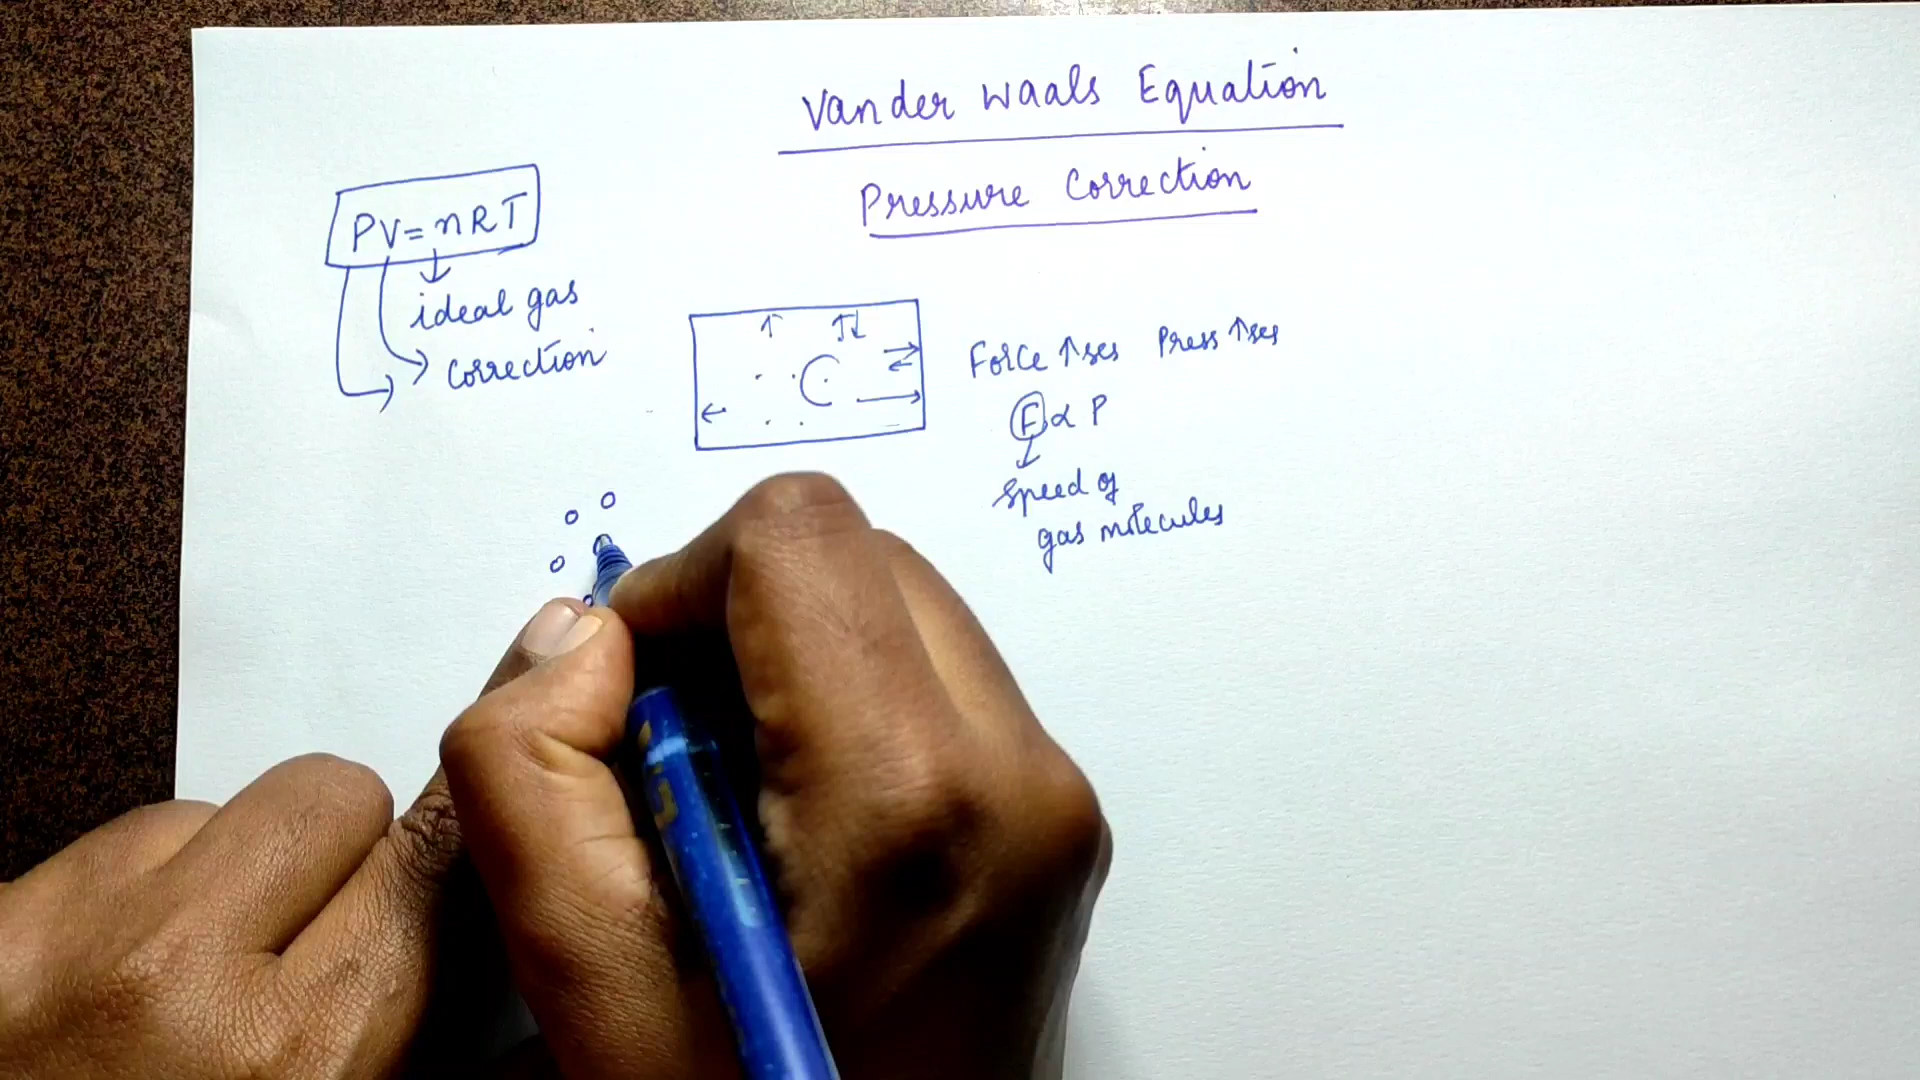 Vander Waals Equation
Pressure Correction
PV=nRT
ideal gas
correction
Force ↑ses Press ↑ses
F α P
speed of
gas molecules